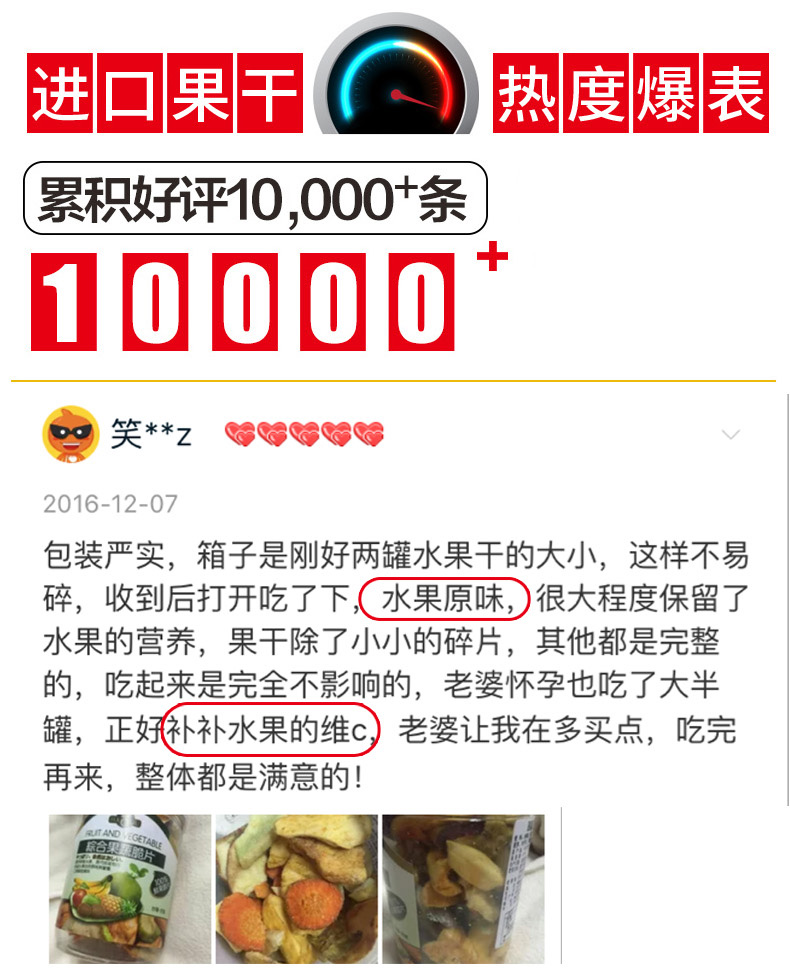 进口果干 热度爆表
累积好评10,000+条
10000+
笑**z
2016-12-07
包装严实，箱子是刚好两罐水果干的大小，这样不易
碎，收到后打开吃了下，水果原味，很大程度保留了
水果的营养，果干除了小小的碎片，其他都是完整
的，吃起来是完全不影响的，老婆怀孕也吃了大半
罐，正好补补水果的维c，老婆让我在多买点，吃完
再来，整体都是满意的！
FRUIT AND VEGETABLE
综合果蔬脆片